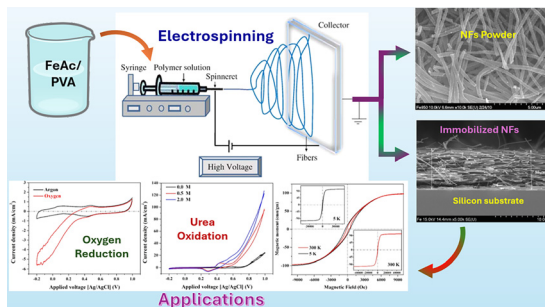 FeAc/
PVA
Electrospinning
Collector
Syringe
Polymer solution
Spinneret
Fibers
High Voltage
NFs Powder
5.00um
Immobilized NFs
Silicon substrate
Current density (mA/cm²)
Argon
Oxygen
Oxygen
Reduction
Applied voltage [Ag/AgCl] (V)
Current density (mA/cm²)
0.0 M
0.5 M
2.0 M
Urea
Oxidation
Applied voltage [Ag/AgCl] (V)
Magnetic moment (emu/gm)
5 K
300 K
300 K
5 K
Magnetic Field (Oe)
Applications